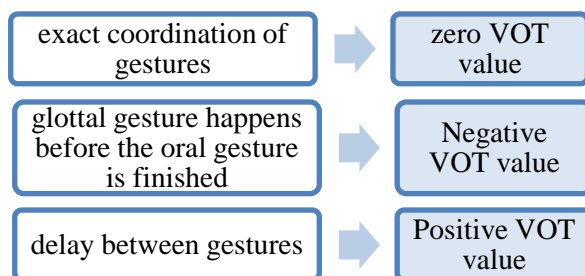 exact coordination of
gestures
zero VOT
value
glottal gesture happens
before the oral gesture
is finished
Negative
VOT value
delay between gestures
Positive VOT
value